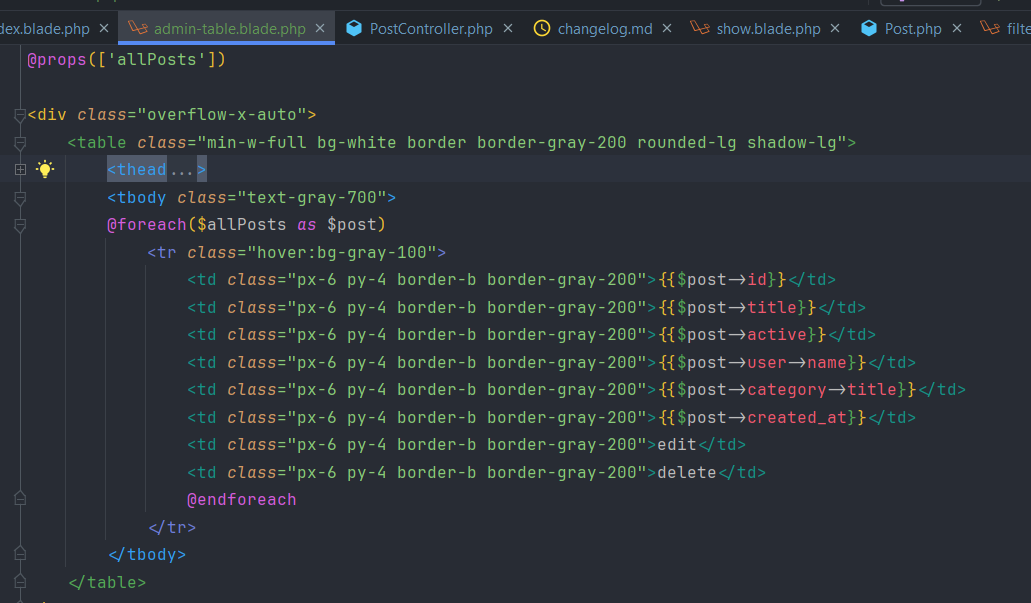 dex.blade.php × admin-table.blade.php × PostController.php × changelog.md × show.blade.php × Post.php × filte
@props(['allPosts'])
<div class="overflow-x-auto">
<table class="min-w-full bg-white border border-gray-200 rounded-lg shadow-lg">
<thead...>
<tbody class="text-gray-700">
@foreach($allPosts as $post)
<tr class="hover:bg-gray-100">
<td class="px-6 py-4 border-b border-gray-200">{{$post->id}}</td>
<td class="px-6 py-4 border-b border-gray-200">{{$post->title}}</td>
<td class="px-6 py-4 border-b border-gray-200">{{$post->active}}</td>
<td class="px-6 py-4 border-b border-gray-200">{{$post->user->name}}</td>
<td class="px-6 py-4 border-b border-gray-200">{{$post->category->title}}</td>
<td class="px-6 py-4 border-b border-gray-200">{{$post->created_at}}</td>
<td class="px-6 py-4 border-b border-gray-200">edit</td>
<td class="px-6 py-4 border-b border-gray-200">delete</td>
@endforeach
</tr>
</tbody>
</table>